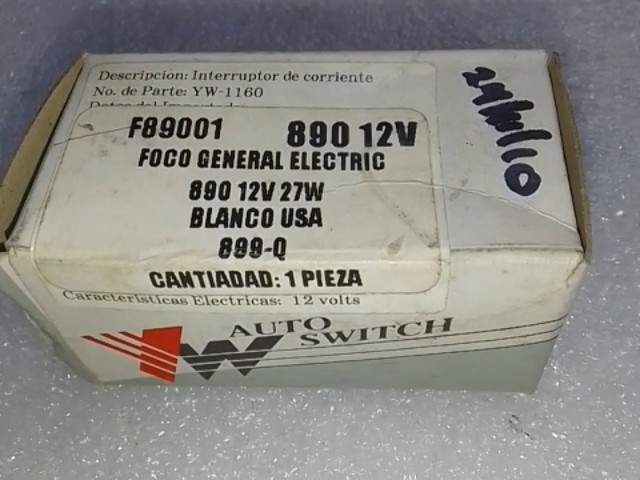 Descripcion: Interruptor de corriente
No. de Parte: YW-1160
F89001 890 12V
FOCO GENERAL ELECTRIC
890 12V 27W
BLANCO USA
899-Q
CANTIADAD: 1 PIEZA
Caracteristicas Electricas: 12 volts
YW AUTO SWITCH